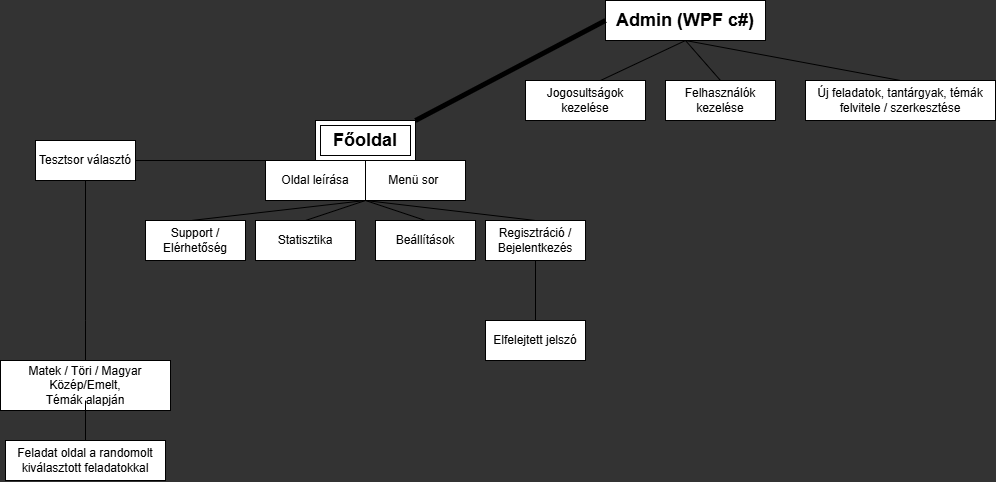 Admin (WPF c#)
Jogosultságok
kezelése
Felhasználók
kezelése
Új feladatok, tantárgyak, témák
felvitele / szerkesztése
Főoldal
Tesztsor választó
Oldal leírása
Menü sor
Support /
Elérhetőség
Statisztika
Beállítások
Regisztráció /
Bejelentkezés
Elfelejtett jelszó
Matek / Töri / Magyar
Közép/Emelt,
Témák alapján
Feladat oldal a randomolt
kiválasztott feladatokkal